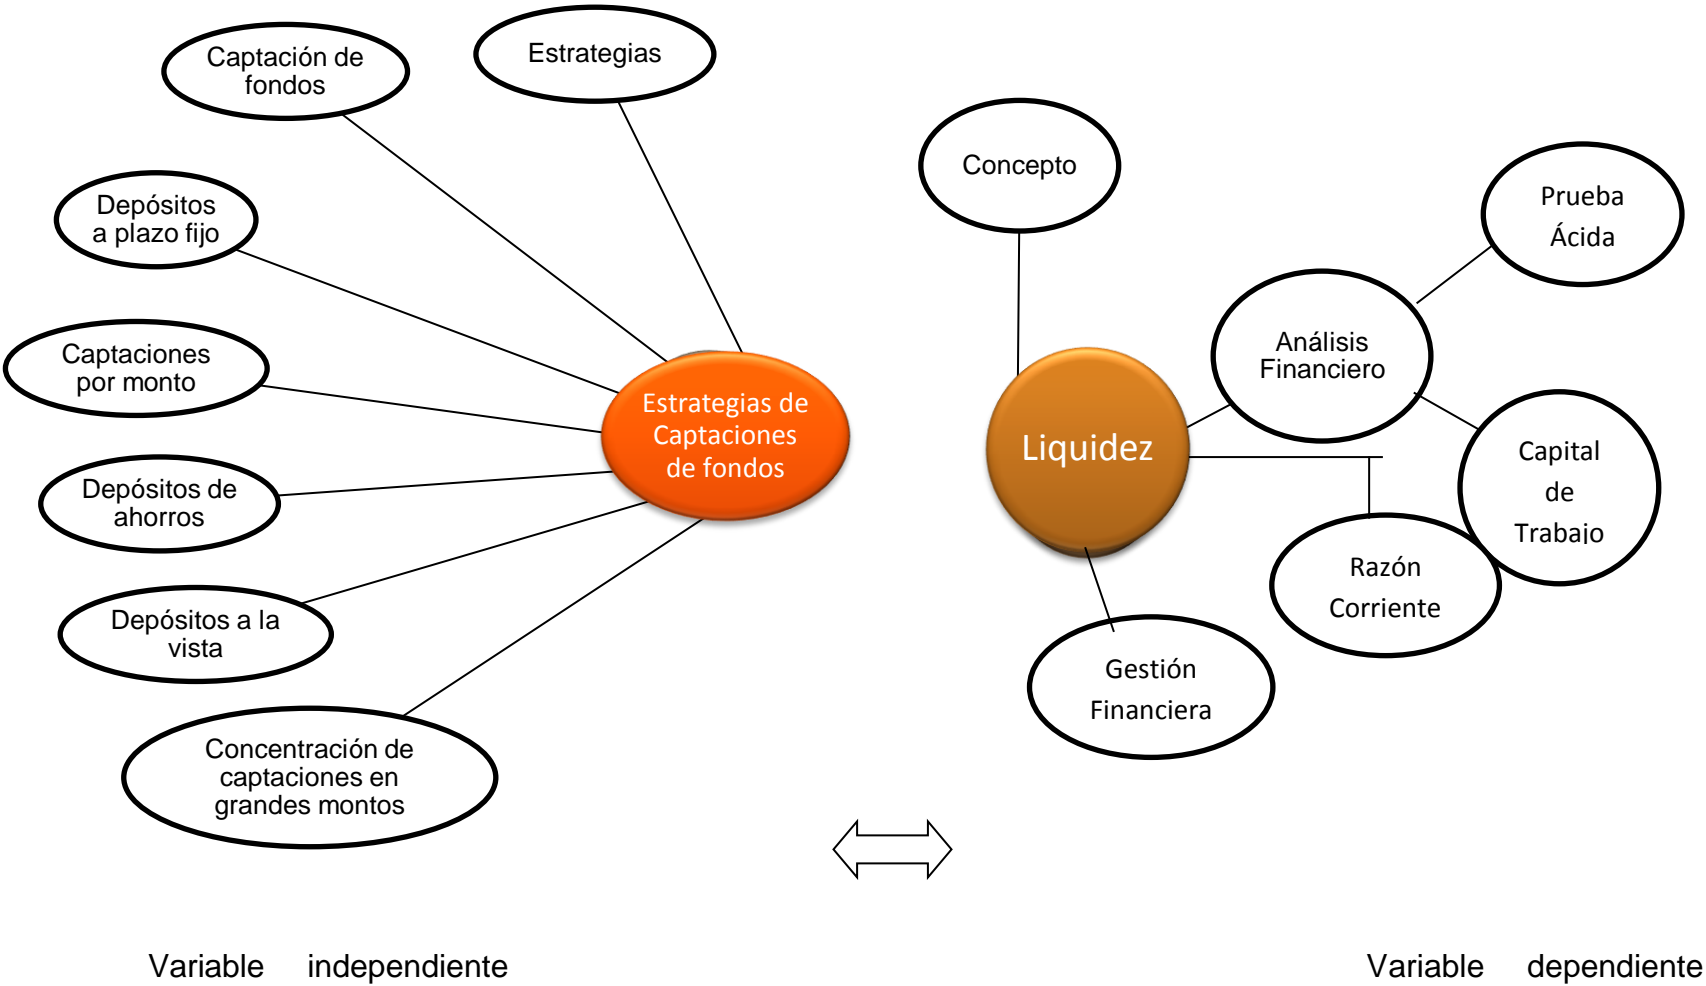 Captación de
fondos
Estrategias
Depósitos
a plazo fijo
Captaciones
por monto
Depósitos de
ahorros
Depósitos a la
vista
Concentración de
captaciones en
grandes montos
Estrategias de
Captaciones
de fondos
Concepto
Liquidez
Análisis
Financiero
Prueba
Ácida
Capital
de
Trabajo
Razón
Corriente
Gestión
Financiera
Variable independiente
Variable dependiente